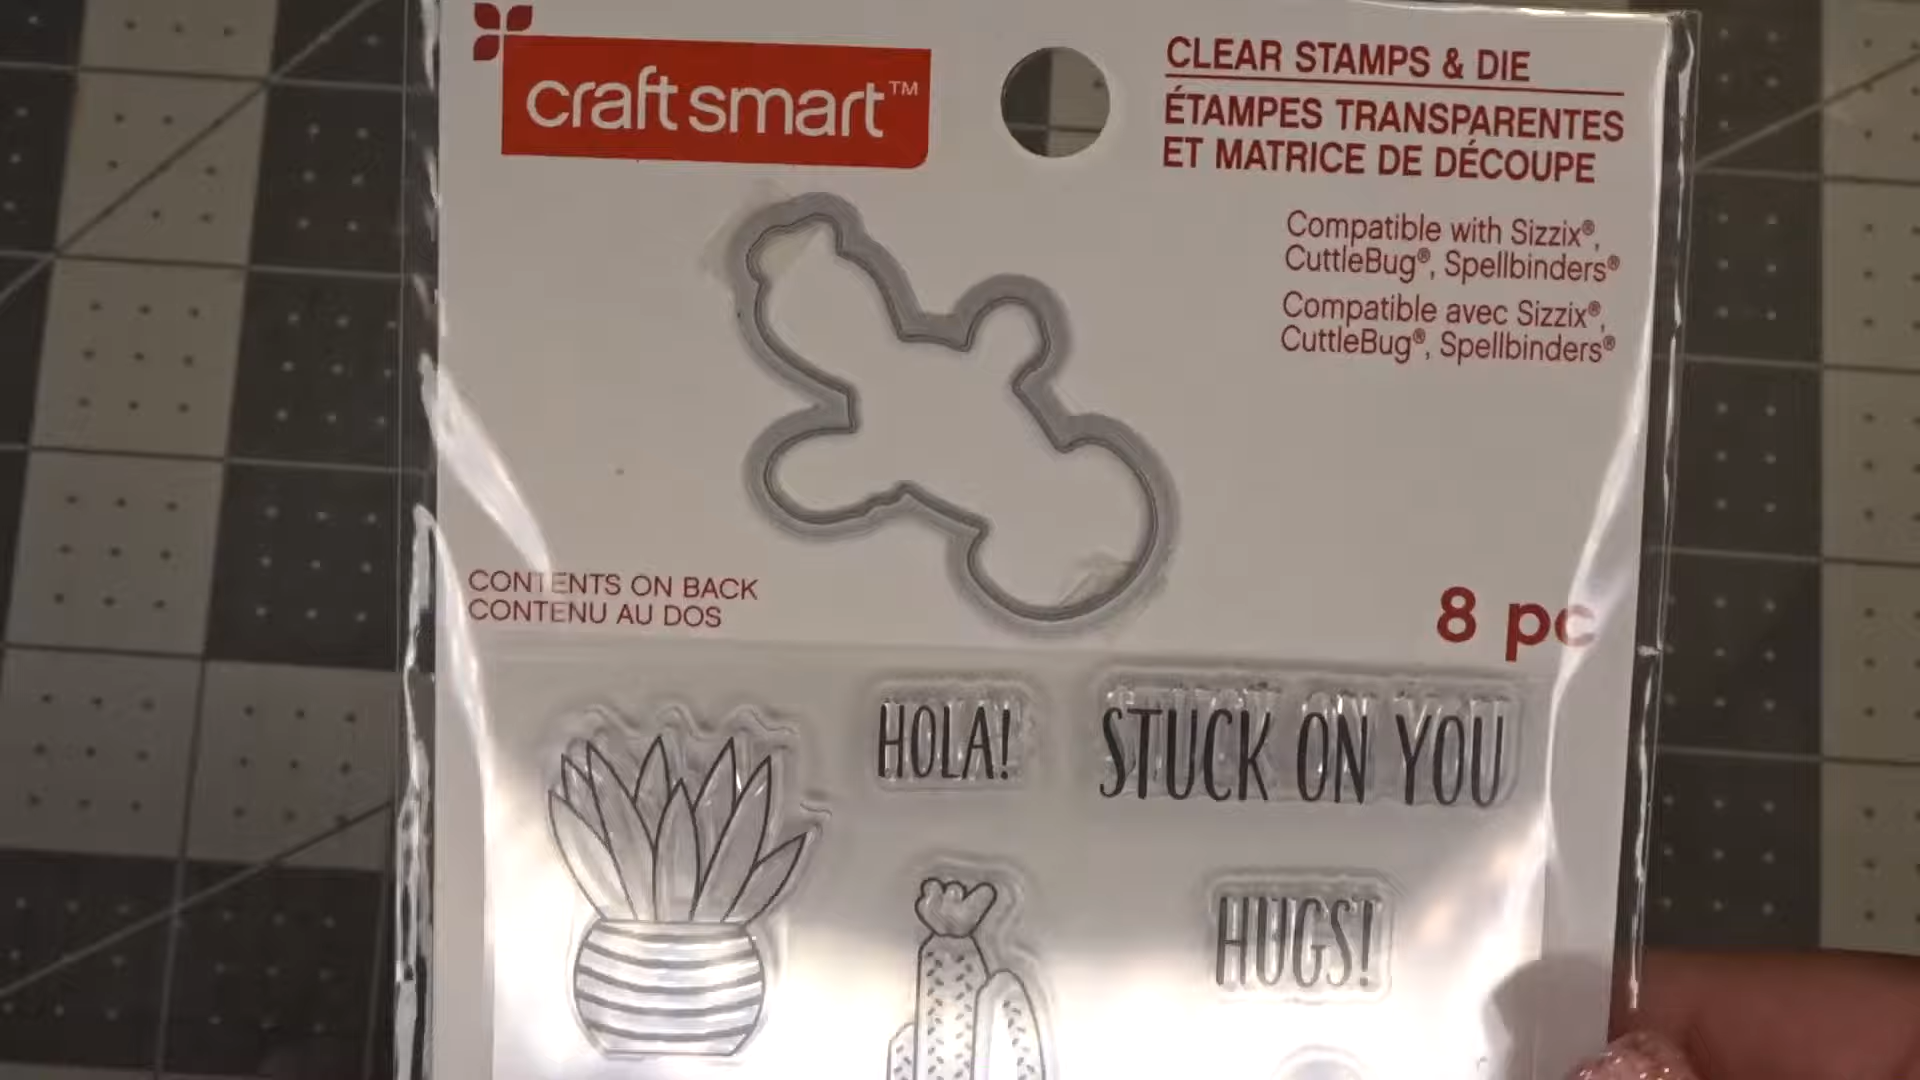 craft smart™
CLEAR STAMPS & DIE
ÉTAMPES TRANSPARENTES
ET MATRICE DE DÉCOUPE
Compatible with Sizzix®,
CuttleBug®, Spellbinders®
Compatible avec Sizzix®,
CuttleBug®, Spellbinders®
CONTENTS ON BACK
CONTENU AU DOS
8 pc
HOLA!
STUCK ON YOU
HUGS!